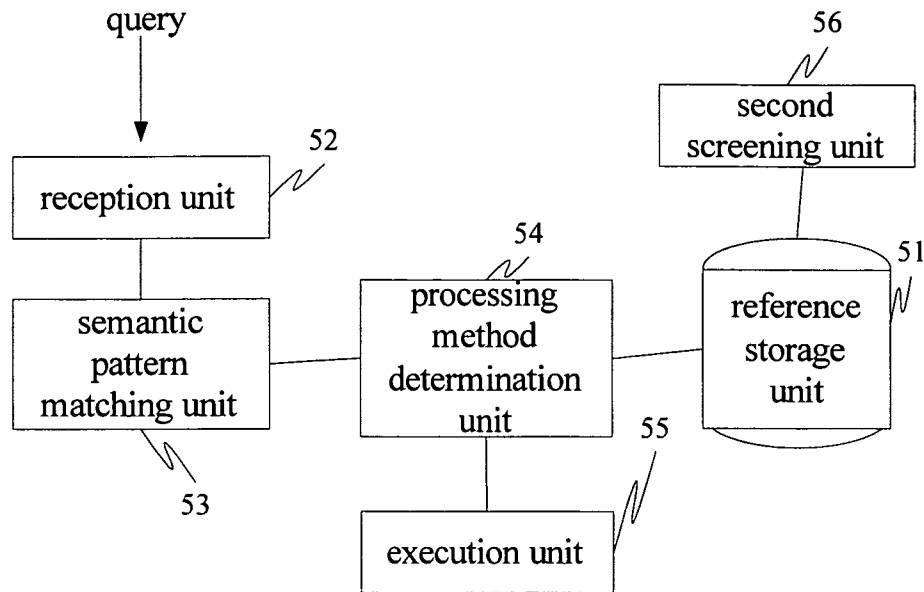 query
56
second
screening unit
52
reception unit
54
51
processing
method
determination
unit
reference
storage
unit
semantic
pattern
matching unit
55
53
execution unit